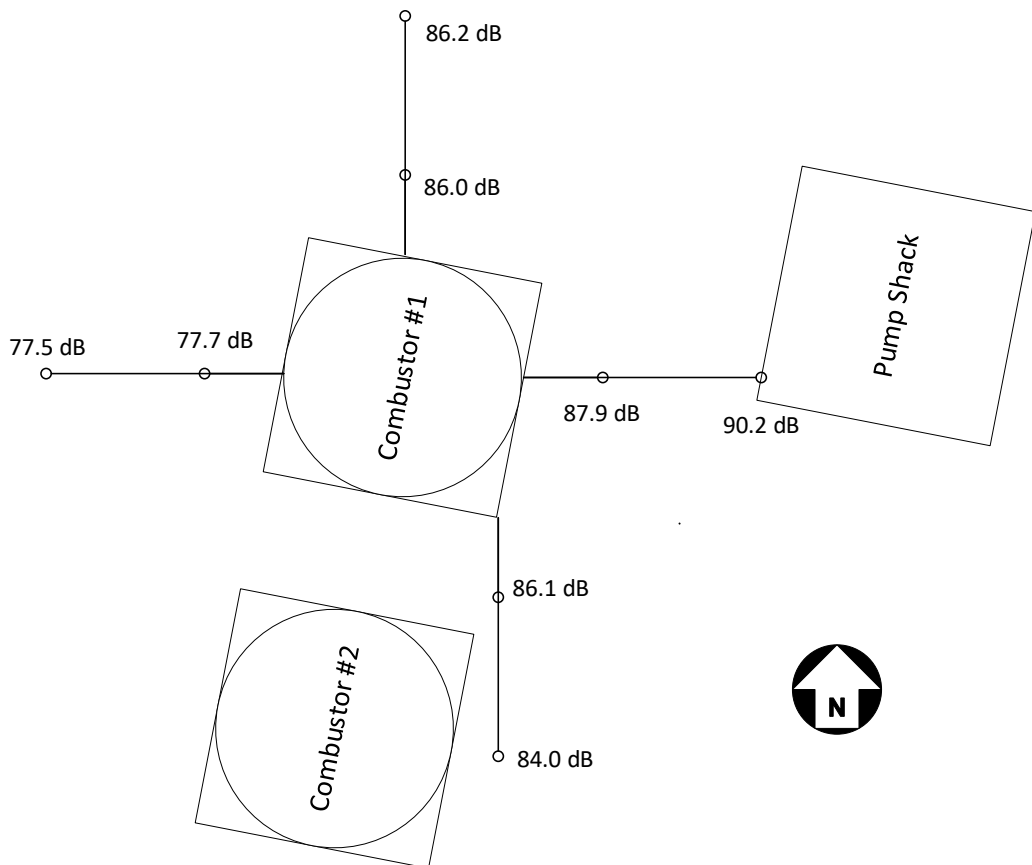 86.2 dB
86.0 dB
Pump Shack
Combustor #1
77.5 dB
77.7 dB
87.9 dB
90.2 dB
86.1 dB
Combustor #2
N
84.0 dB